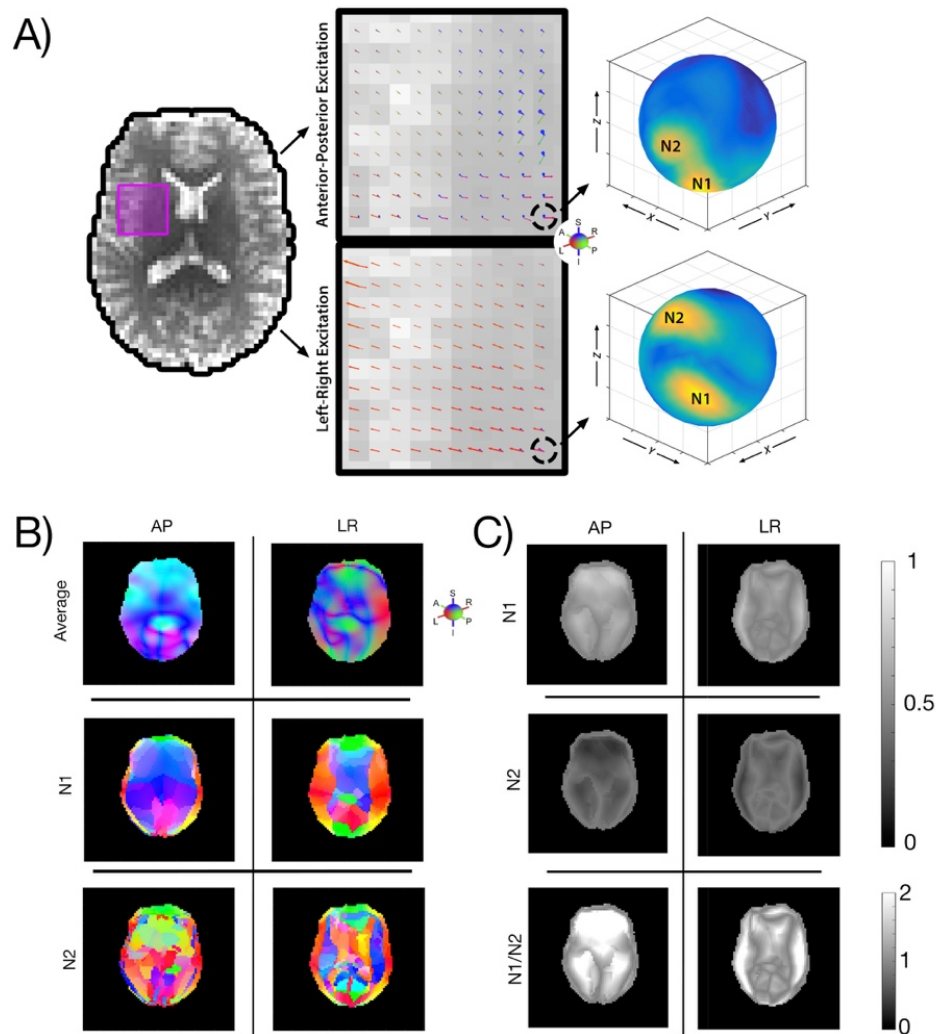 A)
Anterior-Posterior Excitation
N2
N1
Z
X
Y
A S R
L I P
Left-Right Excitation
N2
N1
Z
Y
X
B)
AP LR
Average
A S R
L I P
N1
N2
C)
AP LR
N1
N2
N1/N2
1
0.5
0
2
1
0